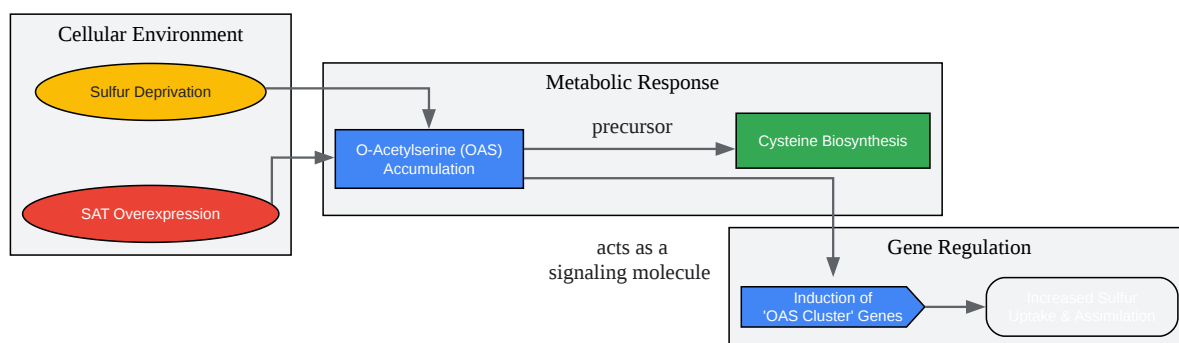 Cellular Environment
Sulfur Deprivation
SAT Overexpression
Metabolic Response
O-Acetylserine (OAS)
Accumulation
precursor
Cysteine Biosynthesis
acts as a
signaling molecule
Gene Regulation
Induction of
'OAS Cluster' Genes
Increased Sulfur
Uptake & Assimilation